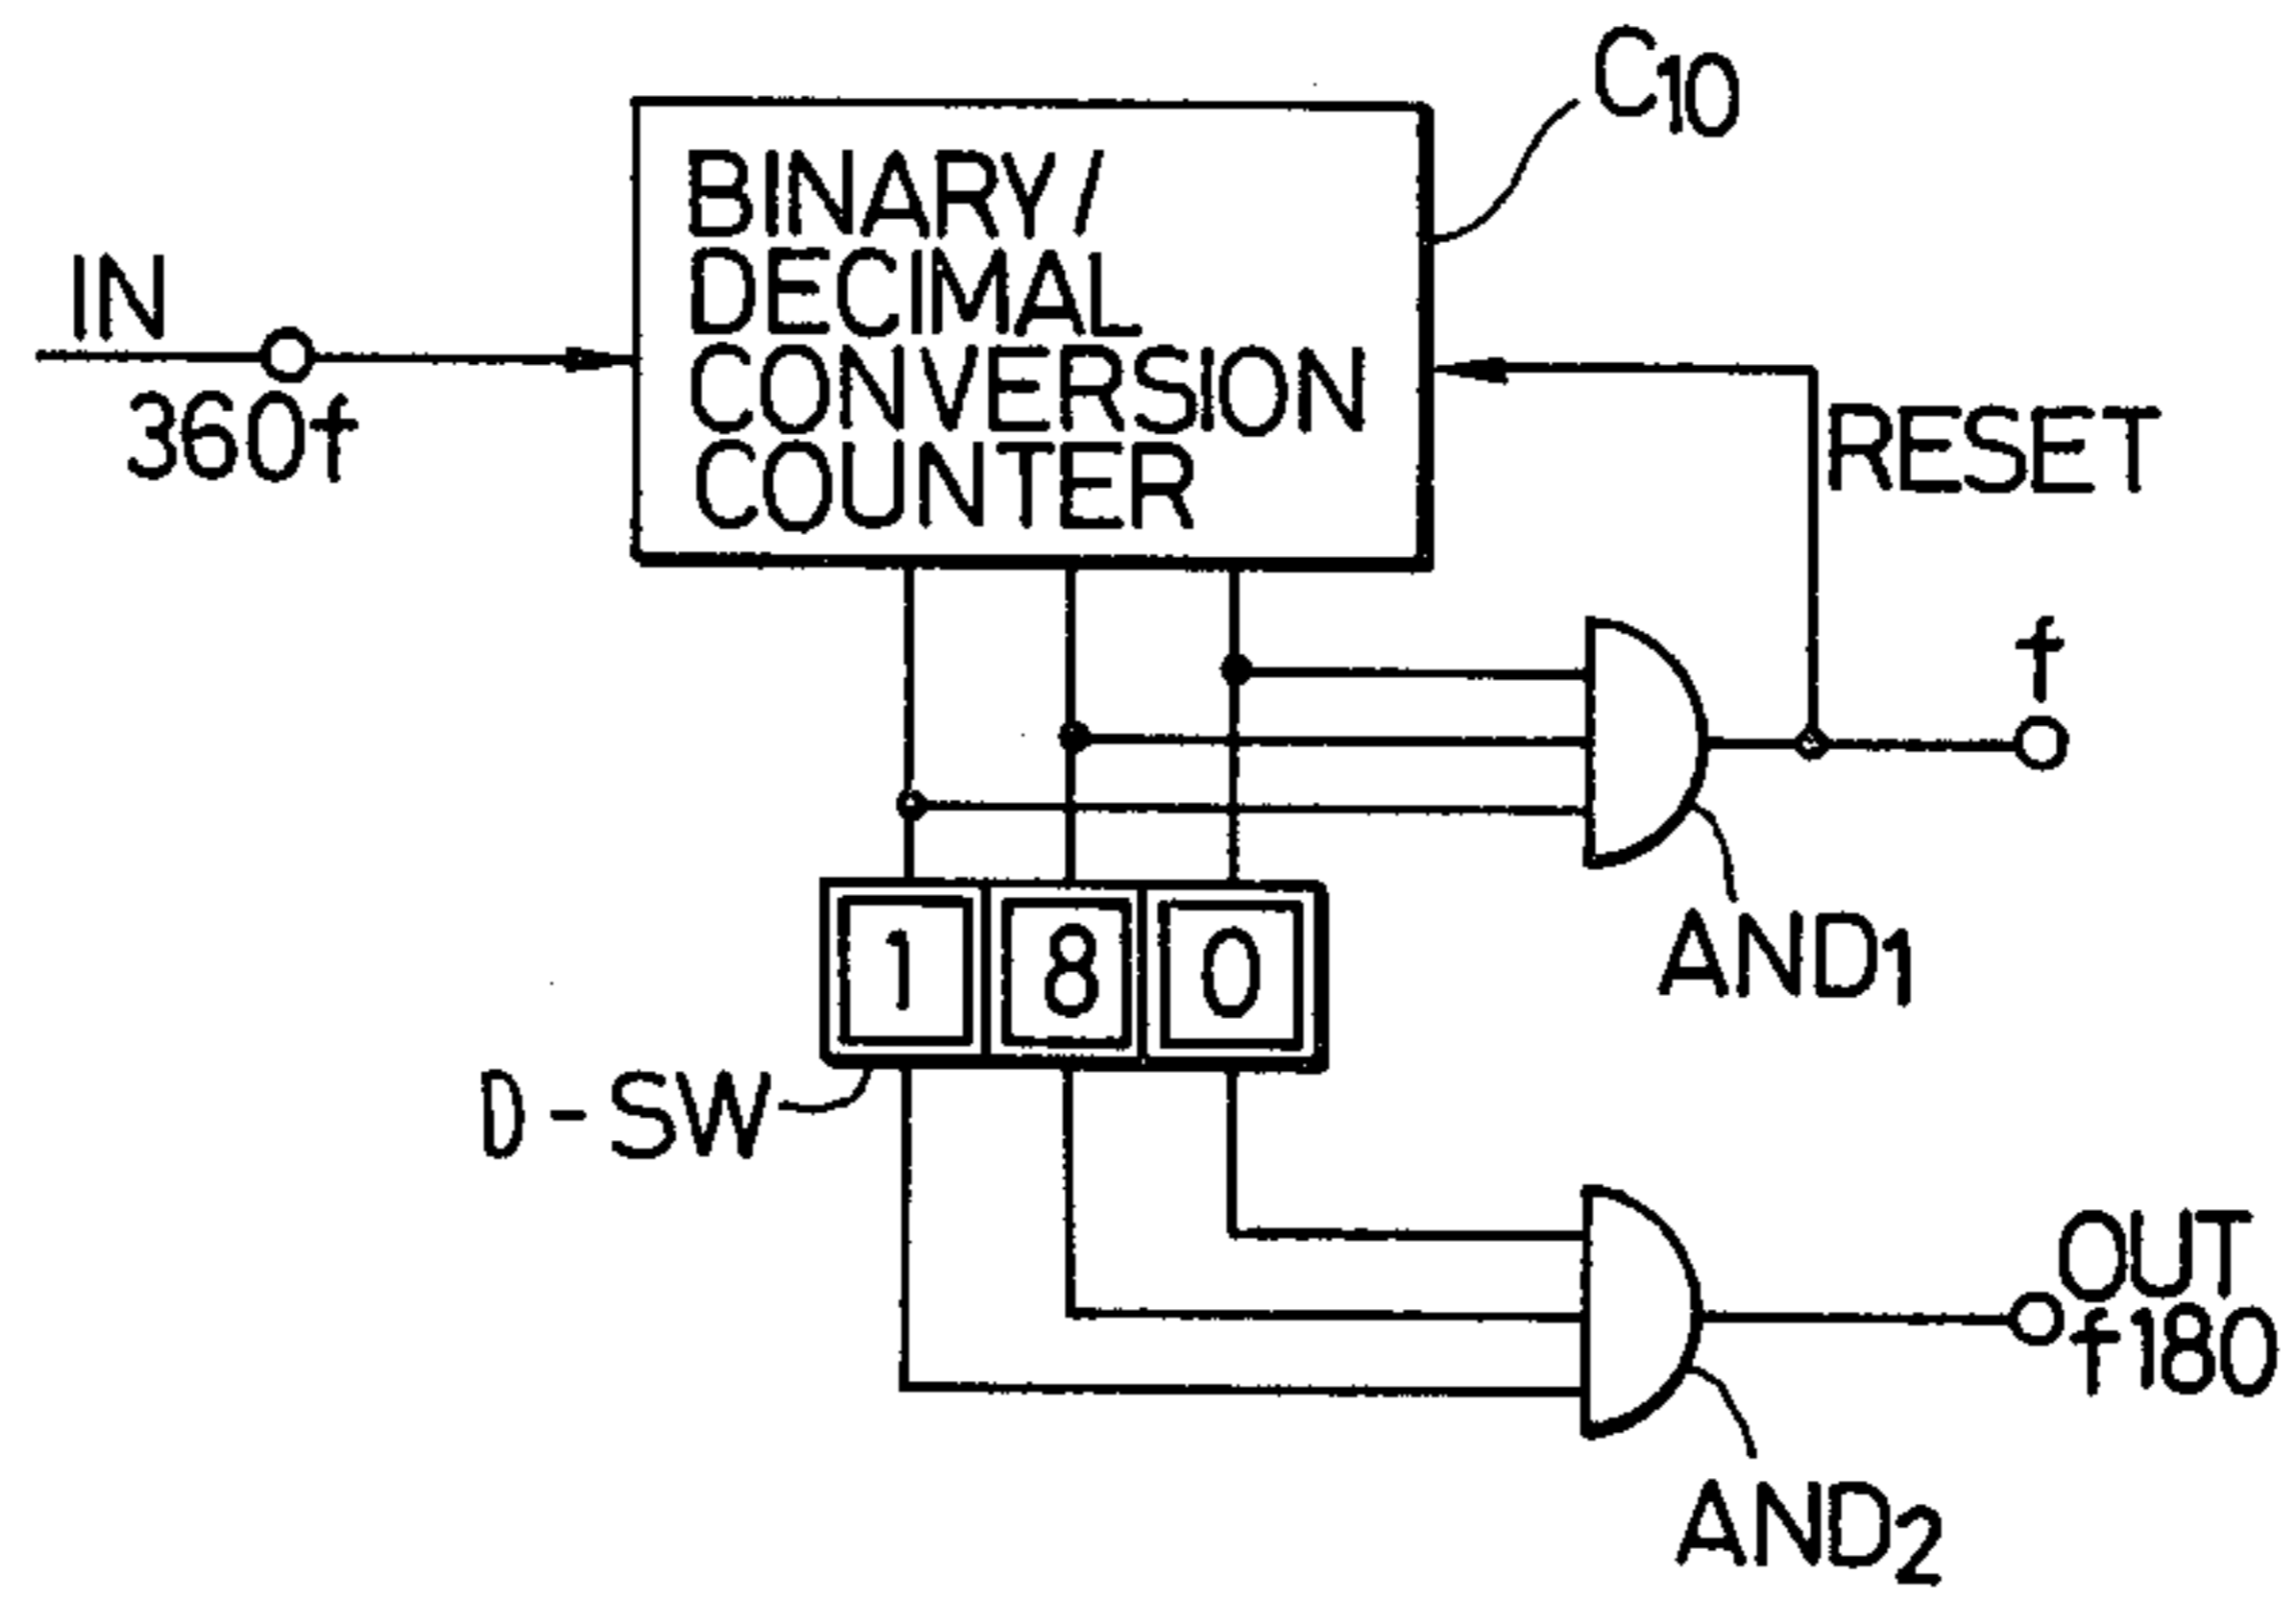 C10
BINARY/
DECIMAL
CONVERSION
COUNTER
IN
360f
RESET
f
AND1
1 8 0
D-SW
OUT
f180
AND2